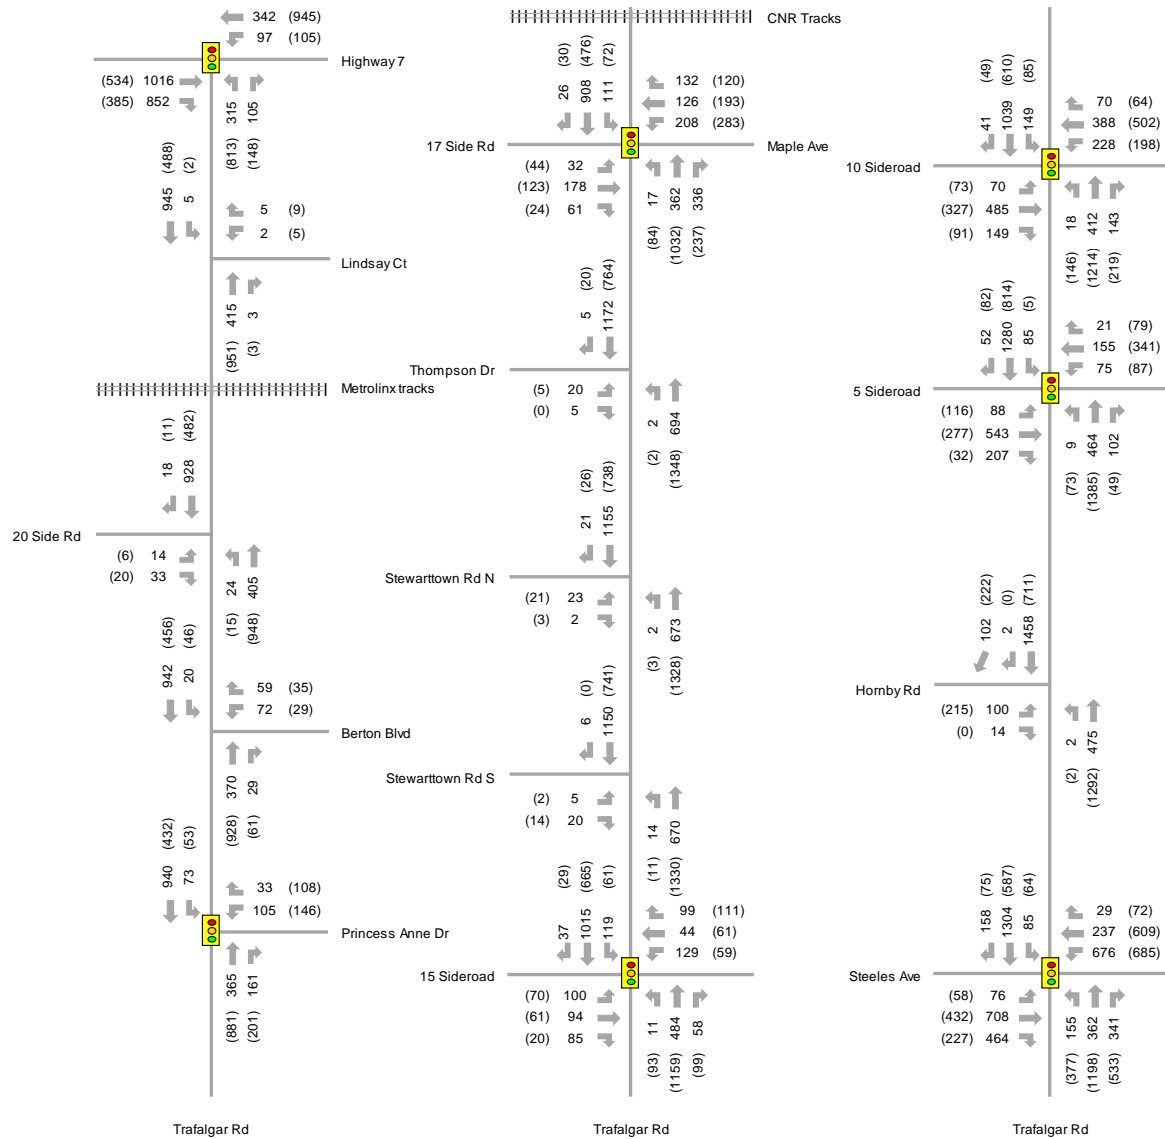 342 (945)
97 (105)
Highway 7
(534) 1016
(385) 852
315 105
(813) (148)
(488) (2)
945 5
5 (9)
2 (5)
Lindsay Ct
415 3
(951) (3)
Metrolinx tracks
(11) (482)
18 928
20 Side Rd
(6) 14
(20) 33
24 405
(15) (948)
(456) (46)
942 20
59 (35)
72 (29)
Berton Blvd
370 29
(928) (61)
(432) (53)
940 73
33 (108)
105 (146)
Princess Anne Dr
365 161
(881) (201)
Trafalgar Rd
CNR Tracks
(30) (476) (72)
26 908 111
132 (120)
126 (193)
208 (283)
17 Side Rd
Maple Ave
(44) 32
(123) 178
(24) 61
17 362 336
(84) (1032) (237)
(20) (764)
5 1172
Thompson Dr
(5) 20
(0) 5
2 694
(2) (1348)
(26) (738)
21 1155
Stewarttown Rd N
(21) 23
(3) 2
2 673
(3) (1328)
(0) (741)
6 1150
Stewarttown Rd S
(2) 5
(14) 20
14 670
(11) (1330)
(29) (665) (61)
37 1015 119
99 (111)
44 (61)
129 (59)
15 Sideroad
(70) 100
(61) 94
(20) 85
11 484 58
(93) (1159) (99)
Trafalgar Rd
(49) (610) (85)
41 1039 149
70 (64)
388 (502)
228 (198)
10 Sideroad
(73) 70
(327) 485
(91) 149
18 412 143
(146) (1214) (219)
(82) (814) (5)
52 1280 85
21 (79)
155 (341)
75 (87)
5 Sideroad
(116) 88
(277) 543
(32) 207
9 464 102
(73) (1385) (49)
(222) (0) (711)
102 2 1458
Hornby Rd
(215) 100
(0) 14
2 475
(2) (1292)
(75) (587) (64)
158 1304 85
29 (72)
237 (609)
676 (685)
Steeles Ave
(58) 76
(432) 708
(227) 464
155 362 341
(377) (1198) (533)
Trafalgar Rd